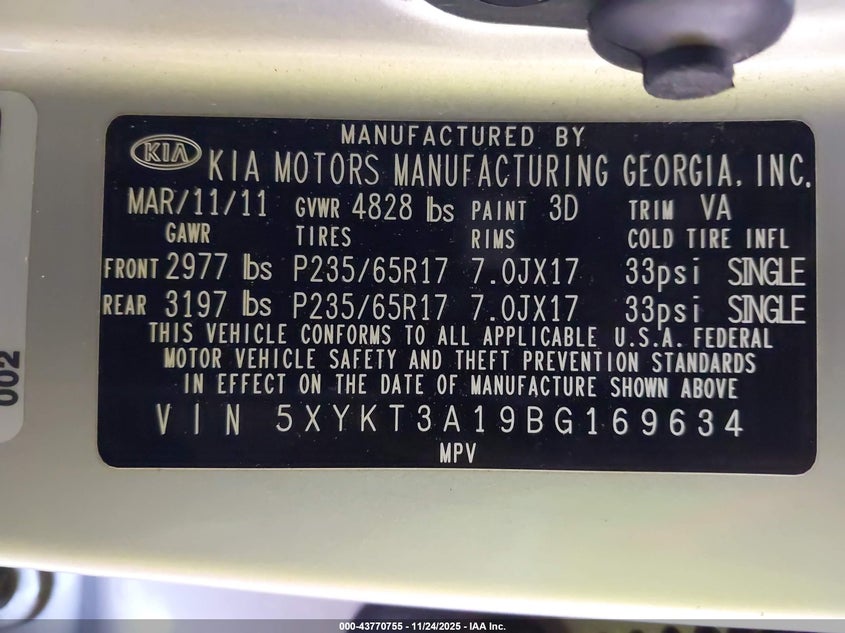 MANUFACTURED BY
KIA KIA MOTORS MANUFACTURING GEORGIA, INC.
MAR/11/11 GVWR 4828 lbs PAINT 3D TRIM VA
GAWR TIRES RIMS COLD TIRE INFL
FRONT 2977 lbs P235/65R17 7.0JX17 33psi SINGLE
REAR 3197 lbs P235/65R17 7.0JX17 33psi SINGLE
THIS VEHICLE CONFORMS TO ALL APPLICABLE U.S.A. FEDERAL
MOTOR VEHICLE SAFETY AND THEFT PREVENTION STANDARDS
IN EFFECT ON THE DATE OF MANUFACTURE SHOWN ABOVE
VIN 5XYKT3A19BG169634
MPV
002
000-43770755 - 11/24/2025 - IAA Inc.